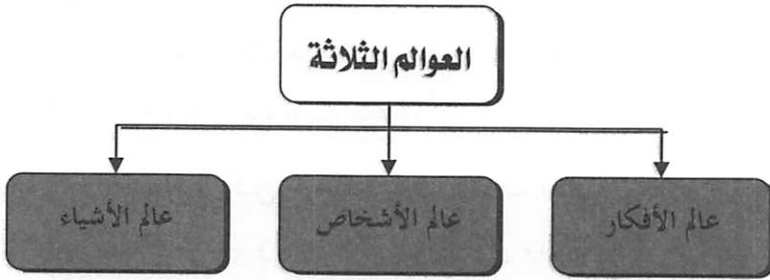 العوالم الثلاثة
عالم الأفكار
عالم الأشخاص
عالم الأشياء